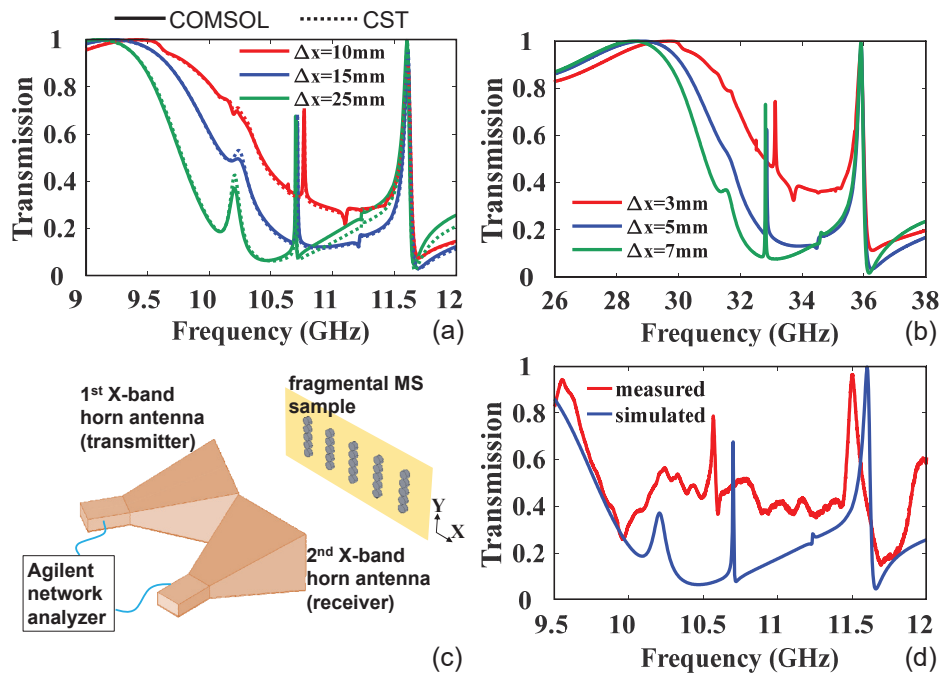 COMSOL CST
Transmission
1
0.8
0.6
0.4
0.2
0
Δx=10mm
Δx=15mm
Δx=25mm
9 9.5 10 10.5 11 11.5 12
Frequency (GHz)
(a)
Transmission
1
0.8
0.6
0.4
0.2
0
Δx=3mm
Δx=5mm
Δx=7mm
26 28 30 32 34 36 38
Frequency (GHz)
(b)
1st X-band
horn antenna
(transmitter)
fragmental MS
sample
Y
X
2nd X-band
horn antenna
(receiver)
Agilent
network
analyzer
(c)
Transmission
1
0.8
0.6
0.4
0.2
0
measured
simulated
9.5 10 10.5 11 11.5 12
Frequency (GHz)
(d)